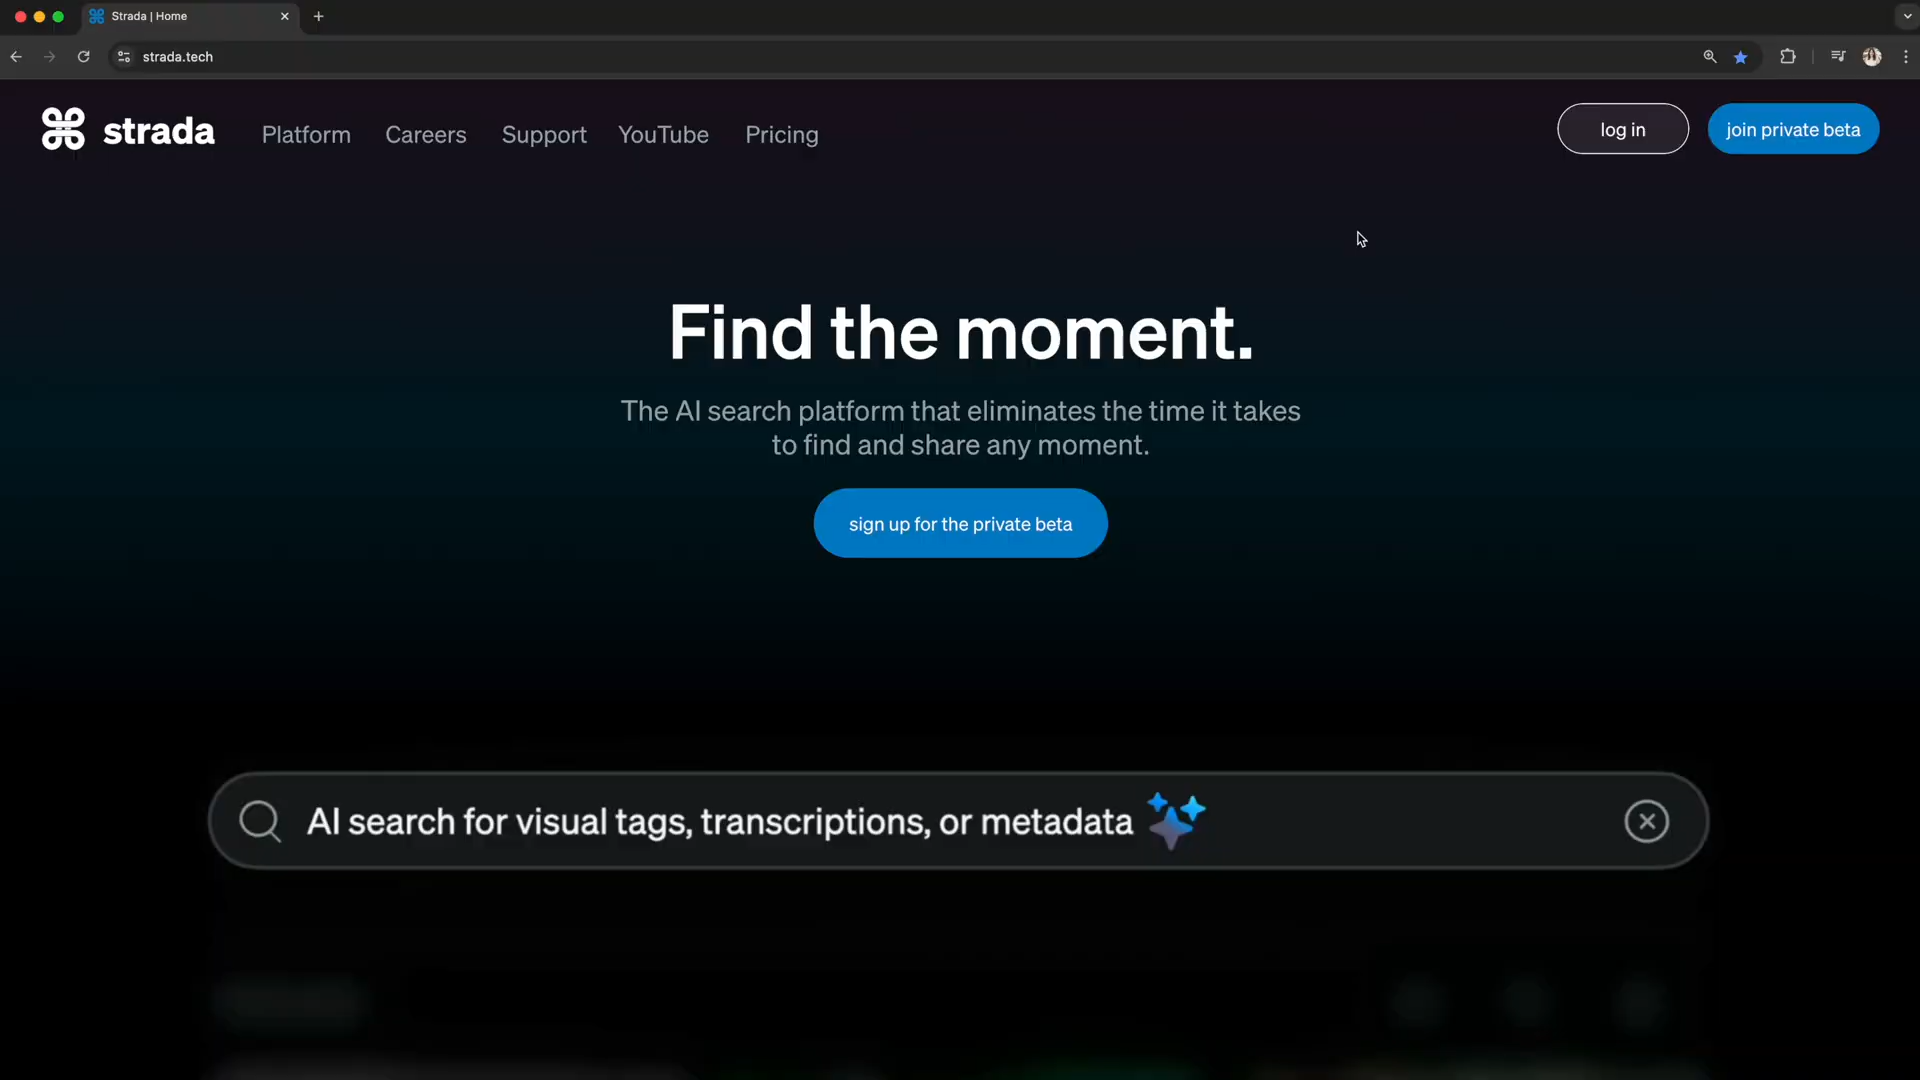 Strada | Home
strada.tech
strada
Platform
Careers
Support
YouTube
Pricing
log in
join private beta
Find the moment.
The AI search platform that eliminates the time it takes
to find and share any moment.
sign up for the private beta
AI search for visual tags, transcriptions, or metadata